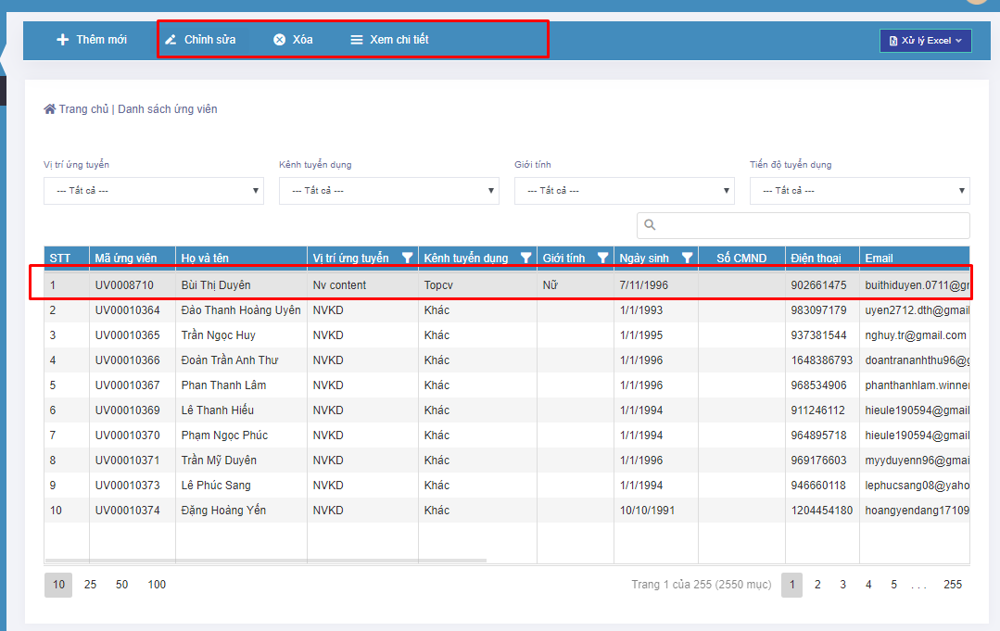 Thêm mới Chỉnh sửa Xóa Xem chi tiết Xử lý Excel
Trang chủ | Danh sách ứng viên
Vị trí ứng tuyển Kênh tuyển dụng Giới tính Tiến độ tuyển dụng
--- Tất cả --- --- Tất cả --- --- Tất cả --- --- Tất cả ---
STT Mã ứng viên Họ và tên Vị trí ứng tuyển Kênh tuyển dụng Giới tính Ngày sinh Số CMND Điện thoại Email
1 UV0008710 Bùi Thị Duyên Nv content Topcv Nữ 7/11/1996 902661475 buithiduyen.0711@gr
2 UV00010364 Đào Thanh Hoàng Uyên NVKD Khác 1/1/1993 983097179 uyen2712.dth@gmail
3 UV00010365 Trần Ngọc Huy NVKD Khác 1/1/1995 937381544 nghuy.tr@gmail.com
4 UV00010366 Đoàn Trần Anh Thư NVKD Khác 1/1/1996 1648386793 doantrananhthu96@g
5 UV00010367 Phan Thanh Lâm NVKD Khác 1/1/1996 968534906 phanthanhlam.winner
6 UV00010369 Lê Thanh Hiếu NVKD Khác 1/1/1994 911246112 hieule190594@gmail
7 UV00010370 Phạm Ngọc Phúc NVKD Khác 1/1/1994 964895718 hieule190594@gmail
8 UV00010371 Trần Mỹ Duyên NVKD Khác 1/1/1996 969176603 myyduyenn96@gmai
9 UV00010373 Lê Phúc Sang NVKD Khác 1/1/1994 946660118 lephucsang08@yaho
10 UV00010374 Đặng Hoàng Yến NVKD Khác 10/10/1991 1204454180 hoangyendang17109
10 25 50 100 Trang 1 của 255 (2550 mục) 1 2 3 4 5 ... 255